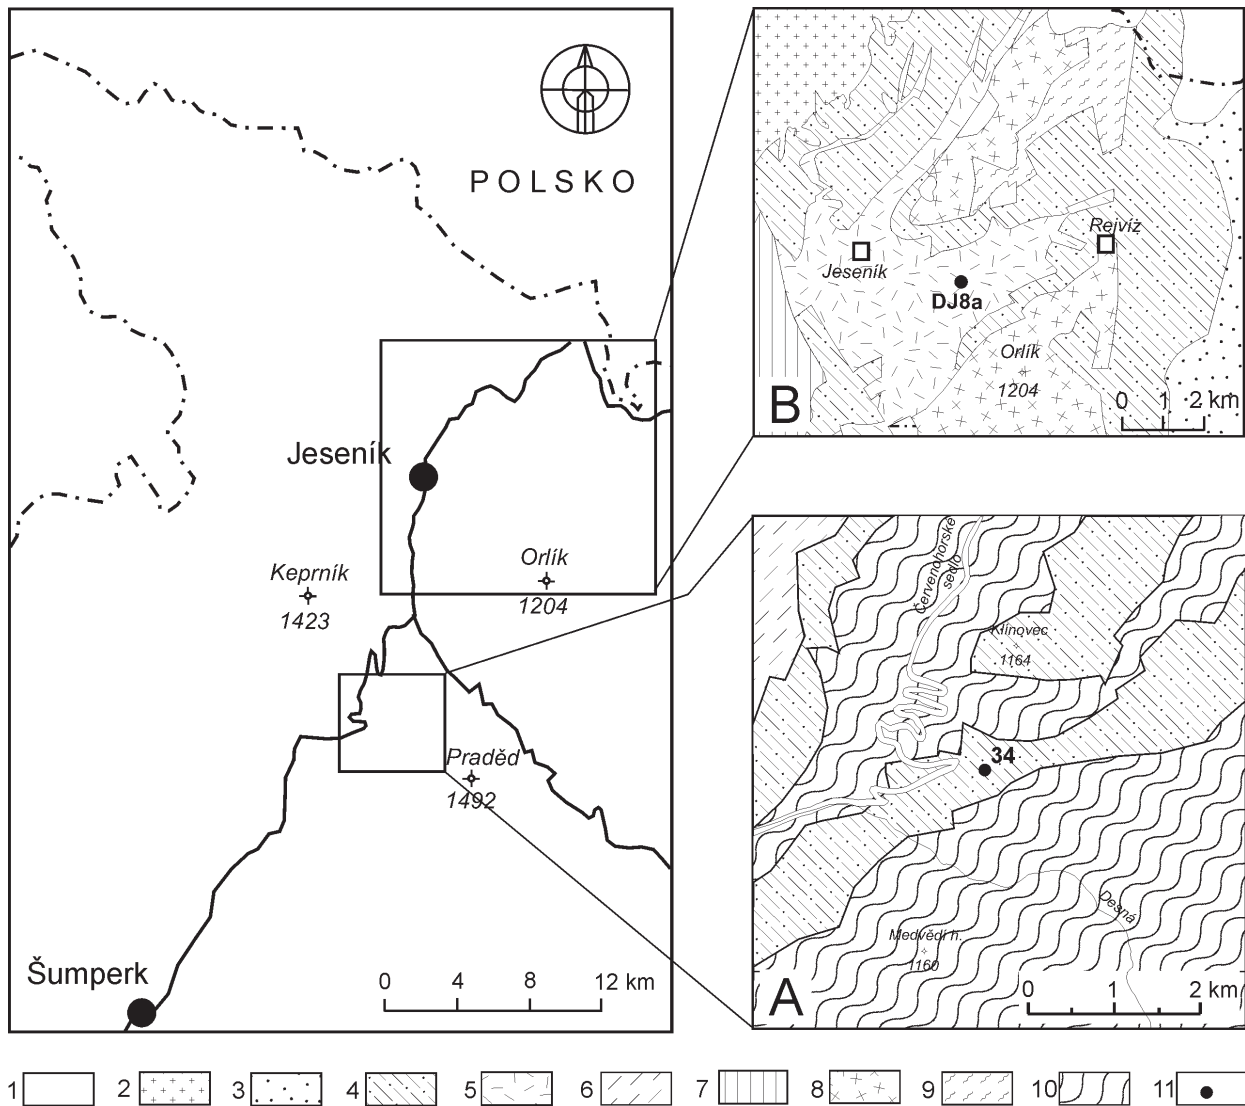 POLSKO
Jeseník
Keprník
1423
Orlík
1204
Praděd
1492
Šumperk
0 4 8 12 km
Jeseník
Rejvíz
DJ8a
Orlík
1204
B
0 1 2 km
Červenohorské
sedlo
Klínovec
1164
34
Desná
Medvědí h.
1160
A
0 1 2 km
1 2 3 4 5 6 7 8 9 10 11